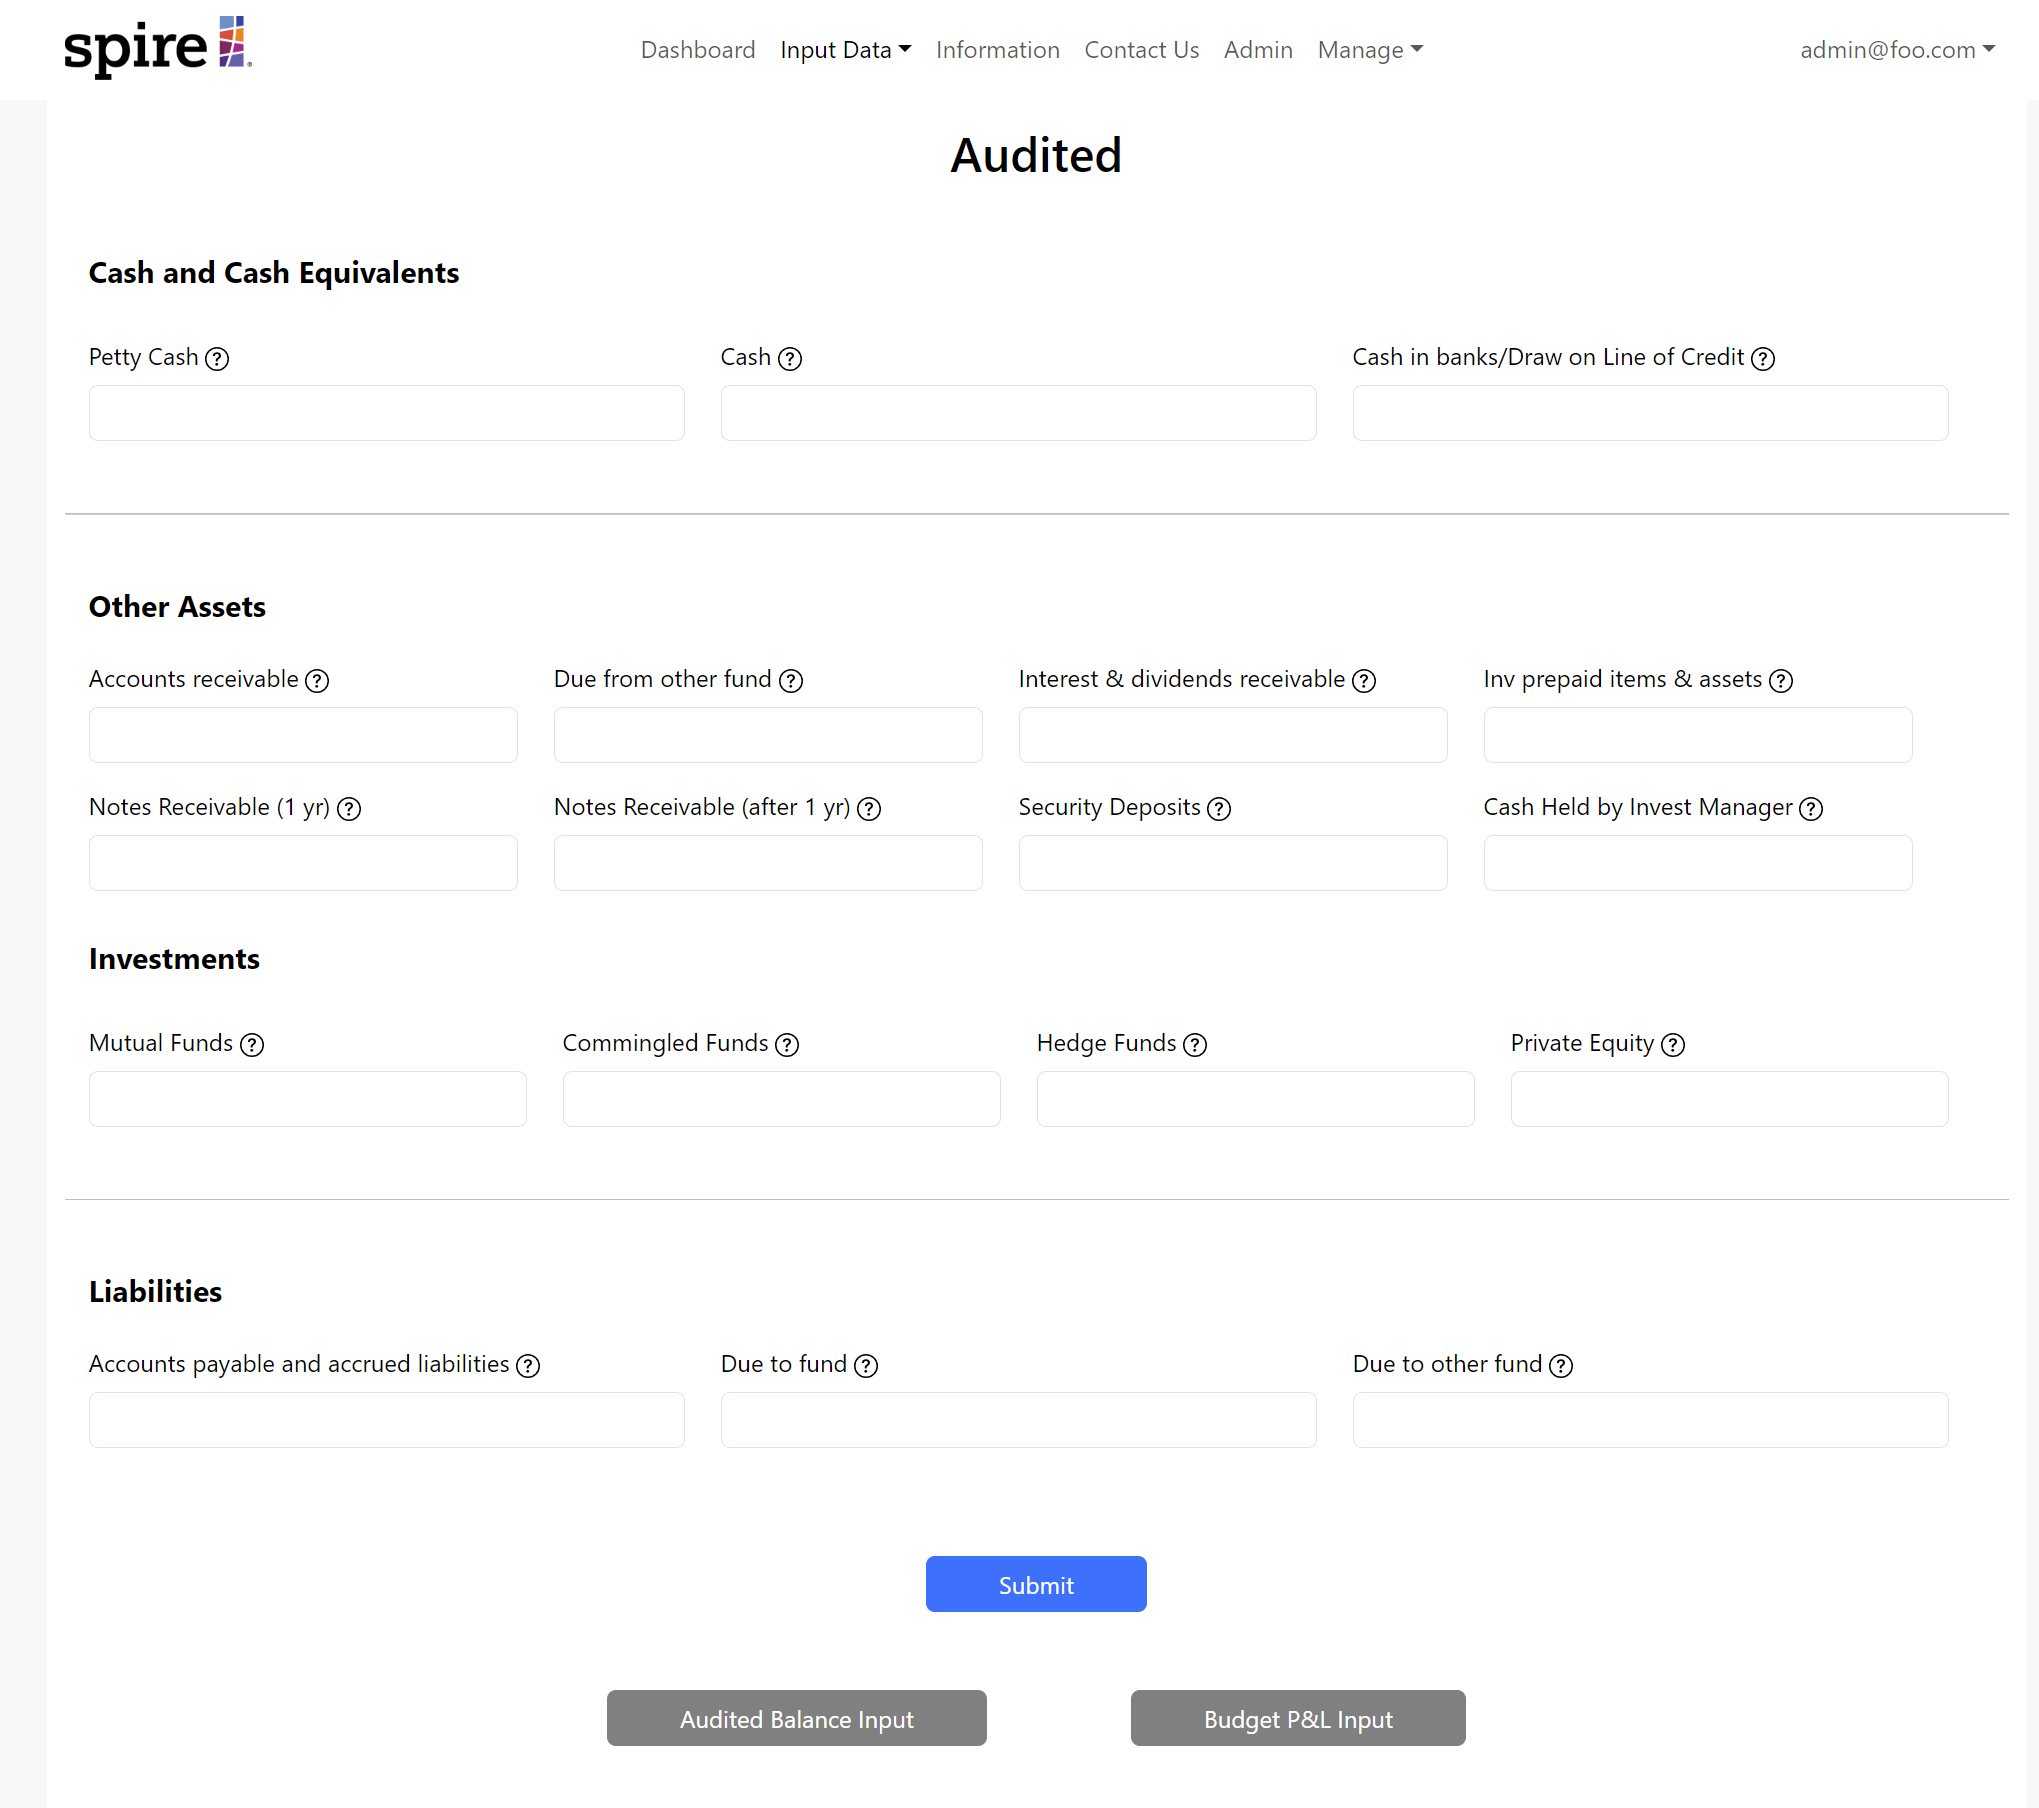 spire
Dashboard Input Data Information Contact Us Admin Manage admin@foo.com
Audited
Cash and Cash Equivalents
Petty Cash ? Cash ? Cash in banks/Draw on Line of Credit ?
Other Assets
Accounts receivable ? Due from other fund ? Interest & dividends receivable ? Inv prepaid items & assets ?
Notes Receivable (1 yr) ? Notes Receivable (after 1 yr) ? Security Deposits ? Cash Held by Invest Manager ?
Investments
Mutual Funds ? Commingled Funds ? Hedge Funds ? Private Equity ?
Liabilities
Accounts payable and accrued liabilities ? Due to fund ? Due to other fund ?
Submit
Audited Balance Input Budget P&L Input